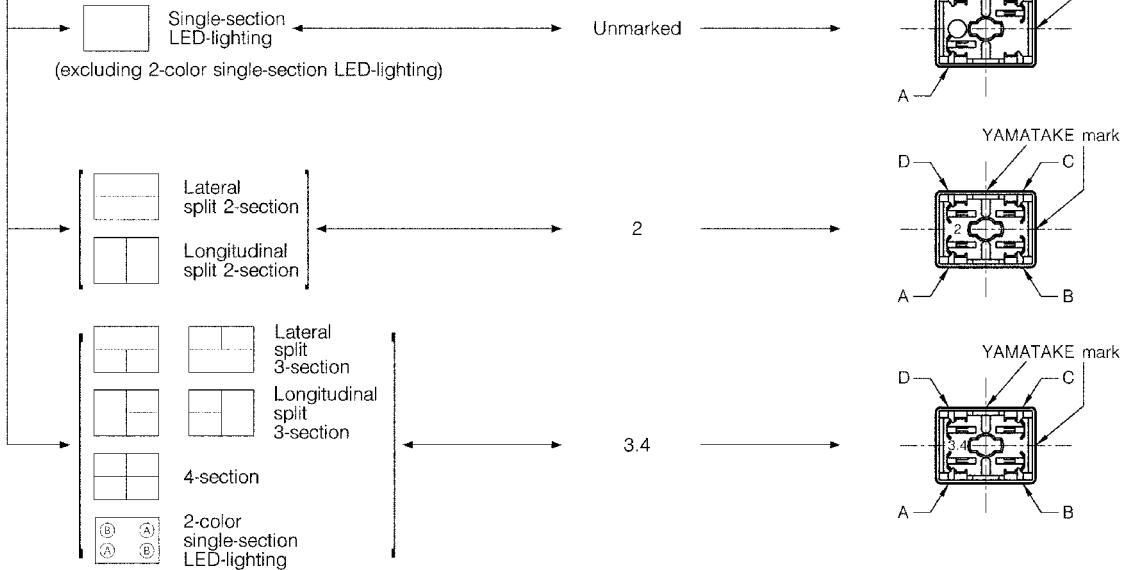 Single-section
LED-lighting
Unmarked
(excluding 2-color single-section LED-lighting)
A
YAMATAKE mark
D
C
Lateral
split 2-section
2
2
Longitudinal
split 2-section
A
B
Lateral
split
3-section
YAMATAKE mark
D
C
Longitudinal
split
3-section
3.4
3.4
4-section
A
B
2-color
single-section
LED-lighting
B A
A B